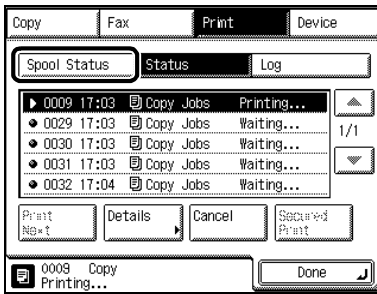 Copy Fax Print Device
Spool Status Status Log
0009 17:03 Copy Jobs Printing...
0029 17:03 Copy Jobs Waiting...
0030 17:03 Copy Jobs Waiting...
0031 17:03 Copy Jobs Waiting...
0032 17:04 Copy Jobs Waiting...
1/1
Print Next
Details
Cancel
Secured Print
0009 Copy
Printing...
Done